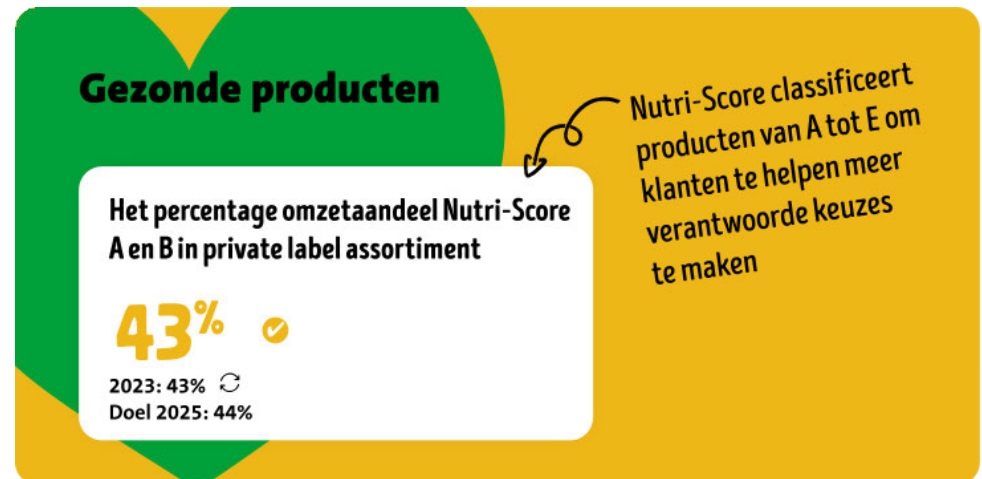 Gezonde producten
Nutri-Score classificeert
producten van A tot E om
klanten te helpen meer
verantwoorde keuzes
te maken
Het percentage omzetaandeel Nutri-Score
A en B in private label assortiment
43%
2023: 43%
Doel 2025: 44%